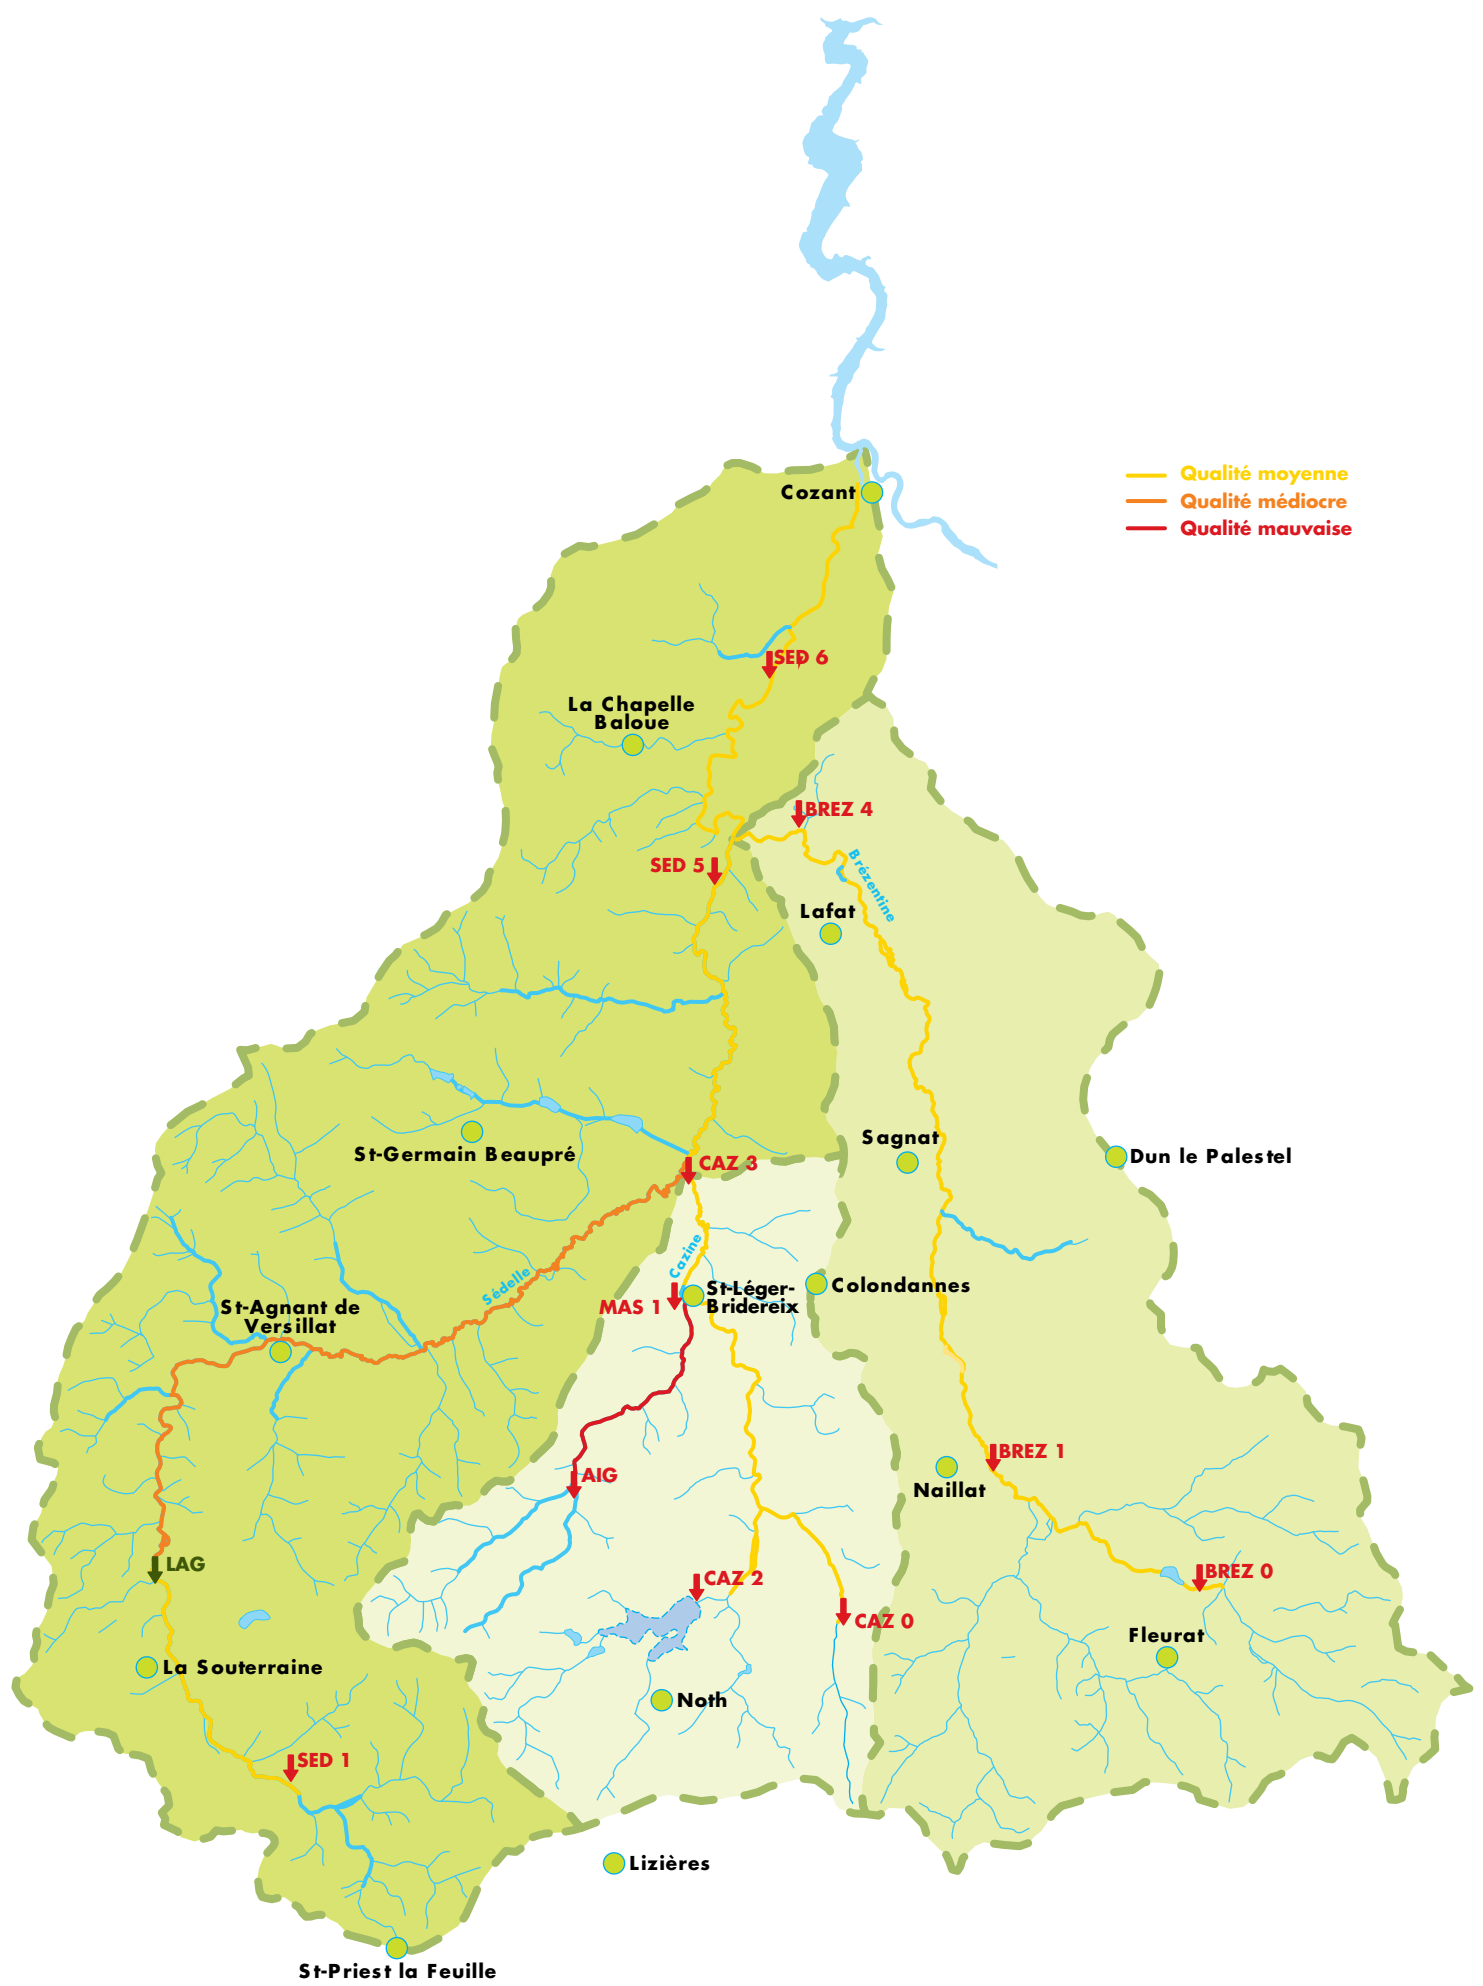 Qualité moyenne
Cozant
Qualité médiocre
Qualité mauvaise
SED 6
La Chapelle
Baloue
BREZ 4
SED 5
Brézentine
Lafat
Sagnat
St-Germain Beaupré
Dun le Palestel
CAZ 3
Cazine
Sédelle
Colondannes
St-Léger-
Bridereix
MAS 1
St-Agnant de
Versillat
BREZ 1
AIG
Naillat
LAG
BREZ 0
CAZ 2
CAZ 0
Fleurat
La Souterraine
Noth
SED 1
Lizières
St-Priest la Feuille